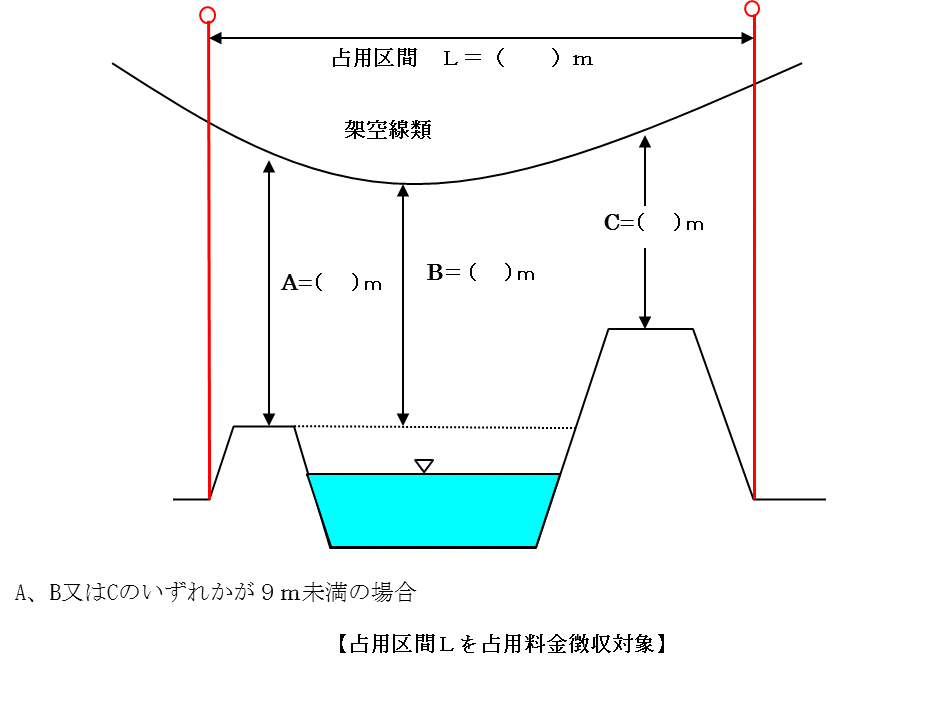 占用区間　Ｌ＝（　　）ｍ
架空線類
C=(　)ｍ
B=（　)ｍ
A=(　)ｍ
A、B又はCのいずれかが９ｍ未満の場合
【占用区間Ｌを占用料金徴収対象】